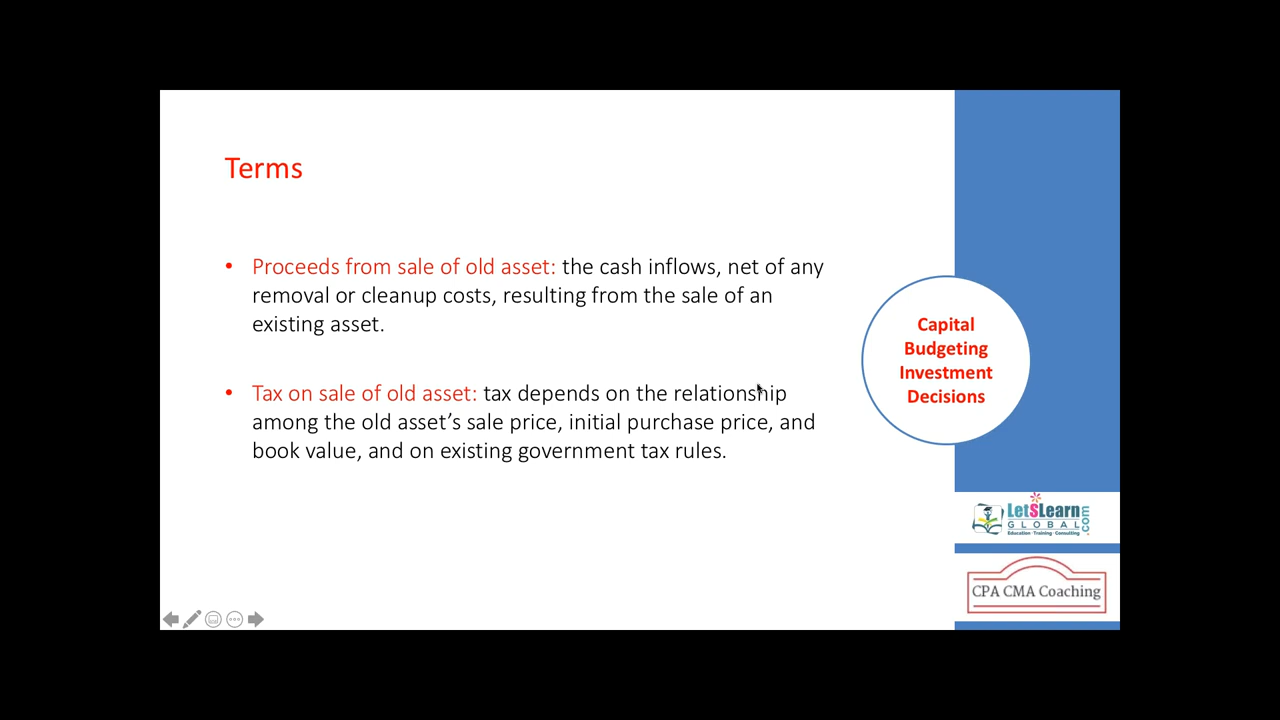 Terms
• Proceeds from sale of old asset: the cash inflows, net of any
removal or cleanup costs, resulting from the sale of an
existing asset.
• Tax on sale of old asset: tax depends on the relationship
among the old asset’s sale price, initial purchase price, and
book value, and on existing government tax rules.
Capital
Budgeting
Investment
Decisions
LetSLearn
GLOBAL
.com
Education · Training · Consulting
CPA CMA Coaching